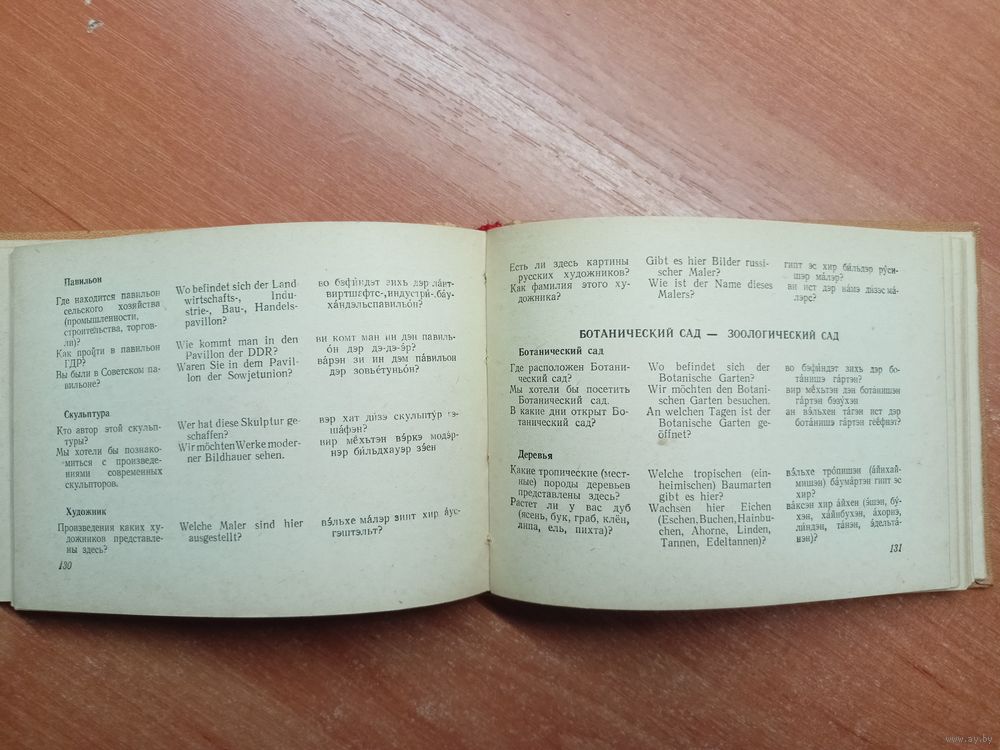 Павильон
Где находится павильон
сельского хозяйства
(промышленности,
строительства, торгов-
ли)?
Как пройти в павильон
ГДР?
Вы были в Советском па-
вильоне?
Wo befindet sich der Land
wirtschafts-, Indu-
strie-, Bau-, Handels-
pavillon?
Wie kommt man in den
Pavillon der DDR?
Waren Sie in dem Pavil-
lon der Sowjetunion?
во бэфи́ндэт зихь дэр ла́нт-
виртшафтс-,индустри́-,ба́у-
ха́ндэльспавильо́н?
ви комт ман ин дэн павиль-
о́н дэр дэ-дэ-э́р?
ва́рэн зи ин дэм па́вильо́н
дэр зовье́туньо́н?
Скульптура
Кто автор этой скульп-
туры?
Мы хотели бы познако-
миться с произведе-
ниями современных
скульпторов.
Wer hat diese Skulptur ge-
schaffen?
Wir möchten Werke moder-
ner Bildhauer sehen.
вэр хат ди́зэ скульпту́р гэ-
ша́фэн?
вир мё́хьтэн вэ́ркэ модэ́р-
нэр би́льдхауэр зэ́ен
Художник
Произведения каких ху-
дожников представле-
ны здесь?
Welche Maler sind hier
ausgestellt?
вэ́льхе ма́лэр зинт хир а́ус-
гэштэльт?
130
Есть ли здесь картины
русских художников?
Как фамилия этого ху-
дожника?
Gibt es hier Bilder russi-
scher Maler?
Wie ist der Name dieses
Malers?
гипт эс хир би́льдэр ру́си-
шэр ма́лэр?
ви ист дэр на́мэ ди́зэс ма́-
лэрс?
БОТАНИЧЕСКИЙ САД — ЗООЛОГИЧЕСКИЙ САД
Ботанический сад
Где расположен Ботани-
ческий сад?
Мы хотели бы посетить
Ботанический сад.
В какие дни открыт Бо-
танический сад?
Wo befindet sich der
Botanische Garten?
Wir möchten den Botani-
schen Garten besuchen.
An welchen Tagen ist der
Botanische Garten ge-
öffnet?
во бэфи́ндэт зихь дэр бо-
та́нишэ га́ртэн?
вир мё́хьтэн дэн бота́нишэн
га́ртэн бэзу́хэн
ан вэ́льхен та́гэн ист дэр
бота́нишэ га́ртэн геё́фнэт?
Деревья
Какие тропические (мест-
ные) породы деревьев
представлены здесь?
Растет ли у вас дуб
(ясень, бук, граб, клён,
липа, ель, пихта)?
Welche tropischen (ein-
heimischen) Baumarten
gibt es hier?
Wachsen hier Eichen
(Eschen, Buchen, Hainbu-
chen, Ahorne, Linden,
Tannen, Edeltannen)?
вэ́льхен тро́пишэн (а́йнхай-
мишэн) ба́ума́ртэн гипт эс
хир?
ва́ксэн хир а́йхен (э́шэн, бу́-
хэн, ха́йнбухэн, а́хорнэ,
ли́ндэн, та́нэн, э́дельта́-
нэн)?
131
www.ay.by